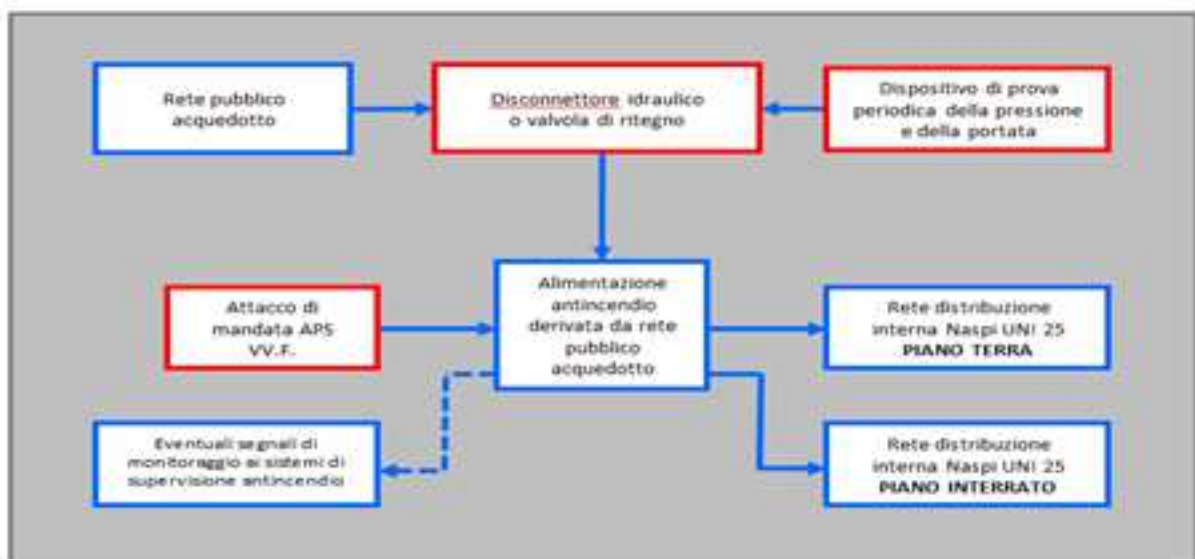 Rete pubblico
acquedotto
Disconnettore idraulico
o valvola di ritegno
Dispositivo di prova
periodica della pressione
e della portata
Attacco di
mandata APS
VV.F.
Alimentazione
antincendio
derivata da rete
pubblico
acquedotto
Rete distribuzione
interna Naspi UNI 25
PIANO TERRA
Eventuali segnali di
monitoraggio ai sistemi di
supervisione antincendio
Rete distribuzione
interna Naspi UNI 25
PIANO INTERRATO